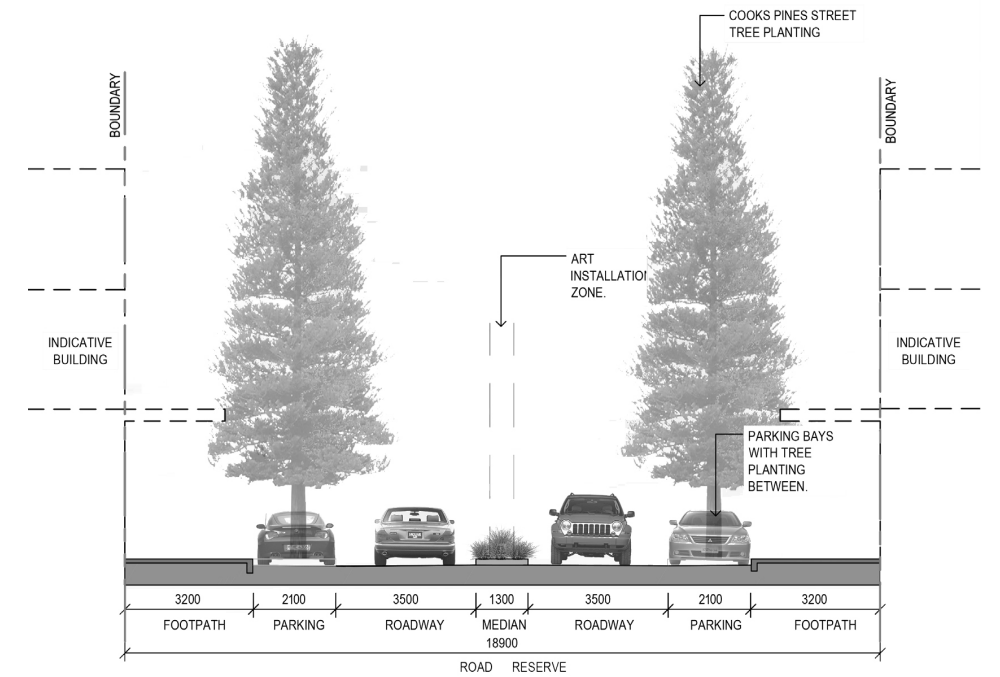 COOKS PINES STREET
TREE PLANTING
BOUNDARY
BOUNDARY
ART
INSTALLATION
ZONE.
INDICATIVE
BUILDING
INDICATIVE
BUILDING
PARKING BAYS
WITH TREE
PLANTING
BETWEEN.
3200 2100 3500 1300 3500 2100 3200
FOOTPATH PARKING ROADWAY MEDIAN ROADWAY PARKING FOOTPATH
18900
ROAD RESERVE